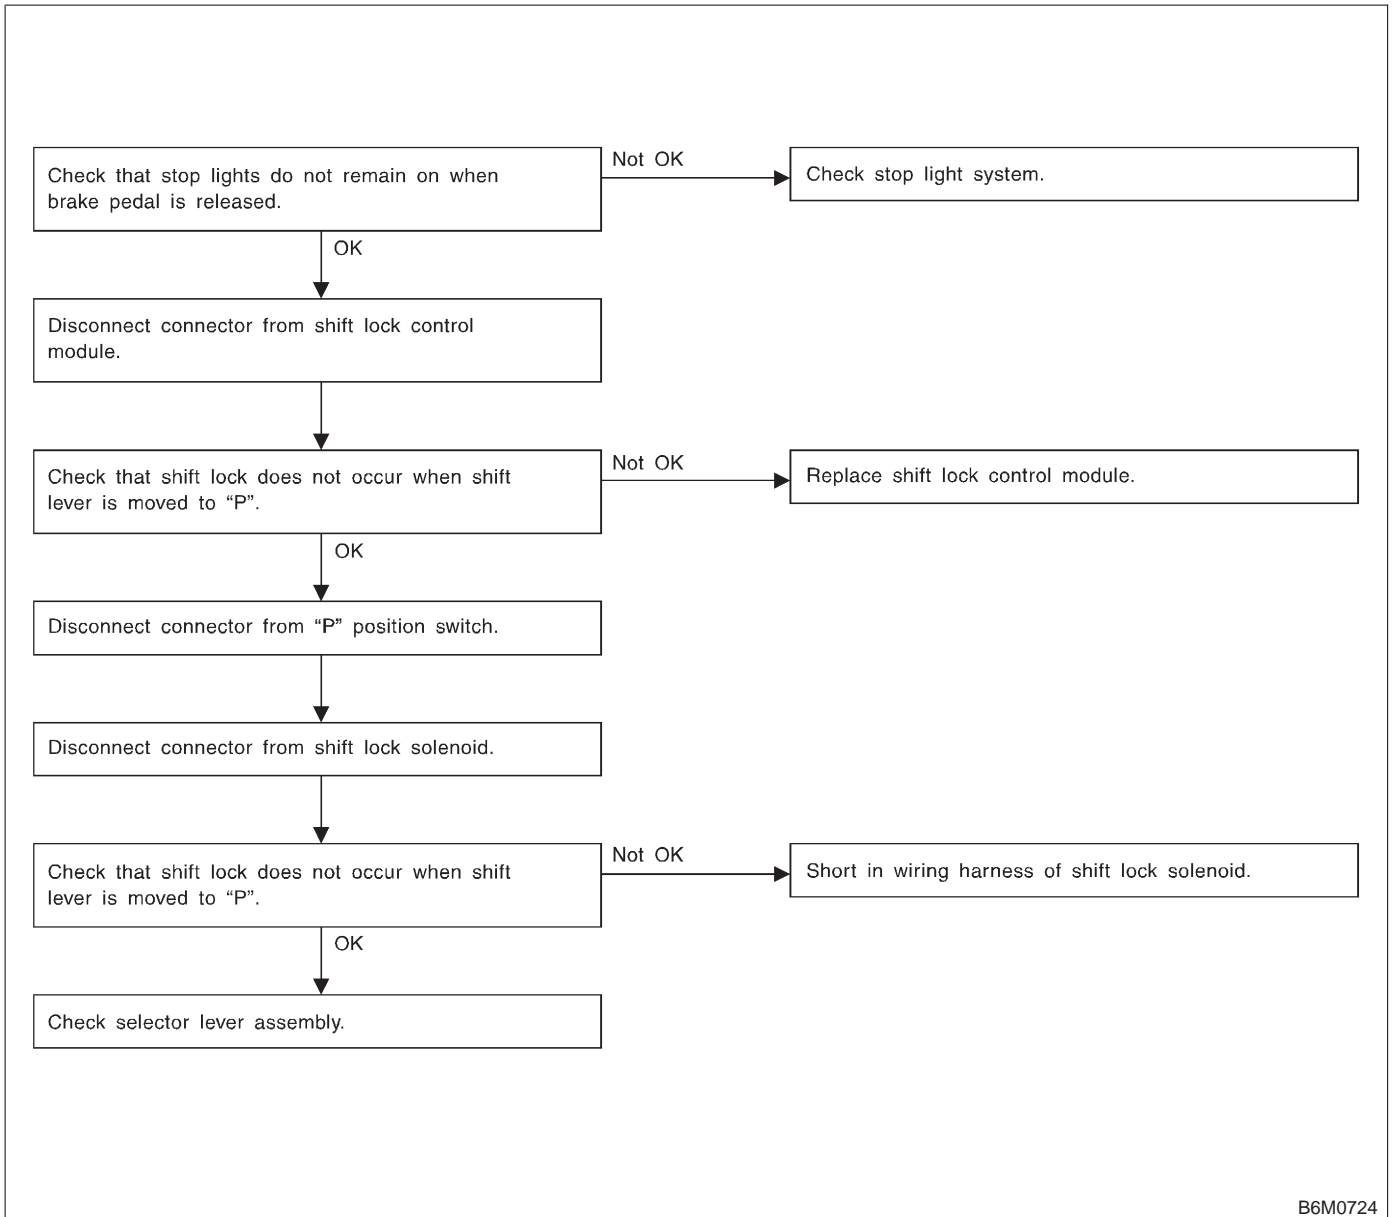 Check that stop lights do not remain on when
brake pedal is released.
Not OK
Check stop light system.
OK
Disconnect connector from shift lock control
module.
Check that shift lock does not occur when shift
lever is moved to “P”.
Not OK
Replace shift lock control module.
OK
Disconnect connector from “P” position switch.
Disconnect connector from shift lock solenoid.
Check that shift lock does not occur when shift
lever is moved to “P”.
Not OK
Short in wiring harness of shift lock solenoid.
OK
Check selector lever assembly.
B6M0724